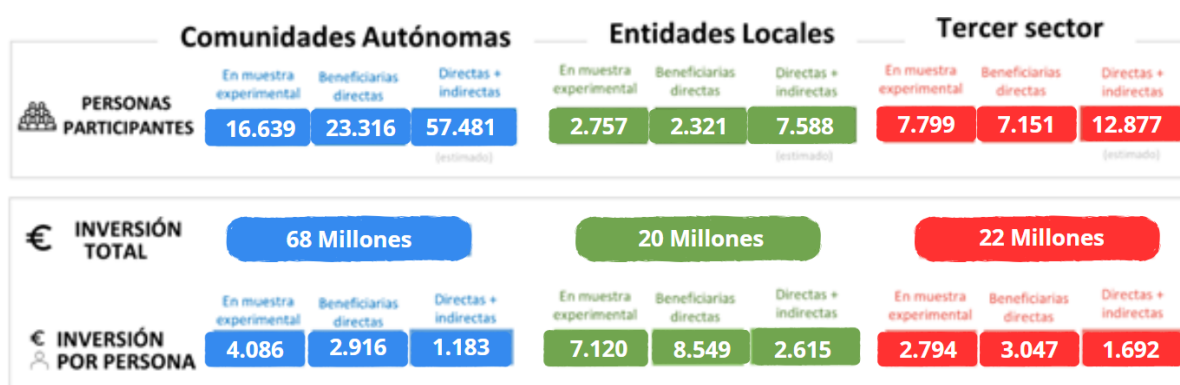 Comunidades Autónomas
Entidades Locales
Tercer sector
En muestra experimental
Beneficiarias directas
Directas + indirectas
En muestra experimental
Beneficiarias directas
Directas + indirectas
En muestra experimental
Beneficiarias directas
Directas + indirectas
PERSONAS
PARTICIPANTES
16.639
23.316
57.481
2.757
2.321
7.588
7.799
7.151
12.877
(estimado)
(estimado)
(estimado)
€ INVERSIÓN
TOTAL
68 Millones
20 Millones
22 Millones
En muestra experimental
Beneficiarias directas
Directas + indirectas
En muestra experimental
Beneficiarias directas
Directas + indirectas
En muestra experimental
Beneficiarias directas
Directas + indirectas
€ INVERSIÓN
POR PERSONA
4.086
2.916
1.183
7.120
8.549
2.615
2.794
3.047
1.692